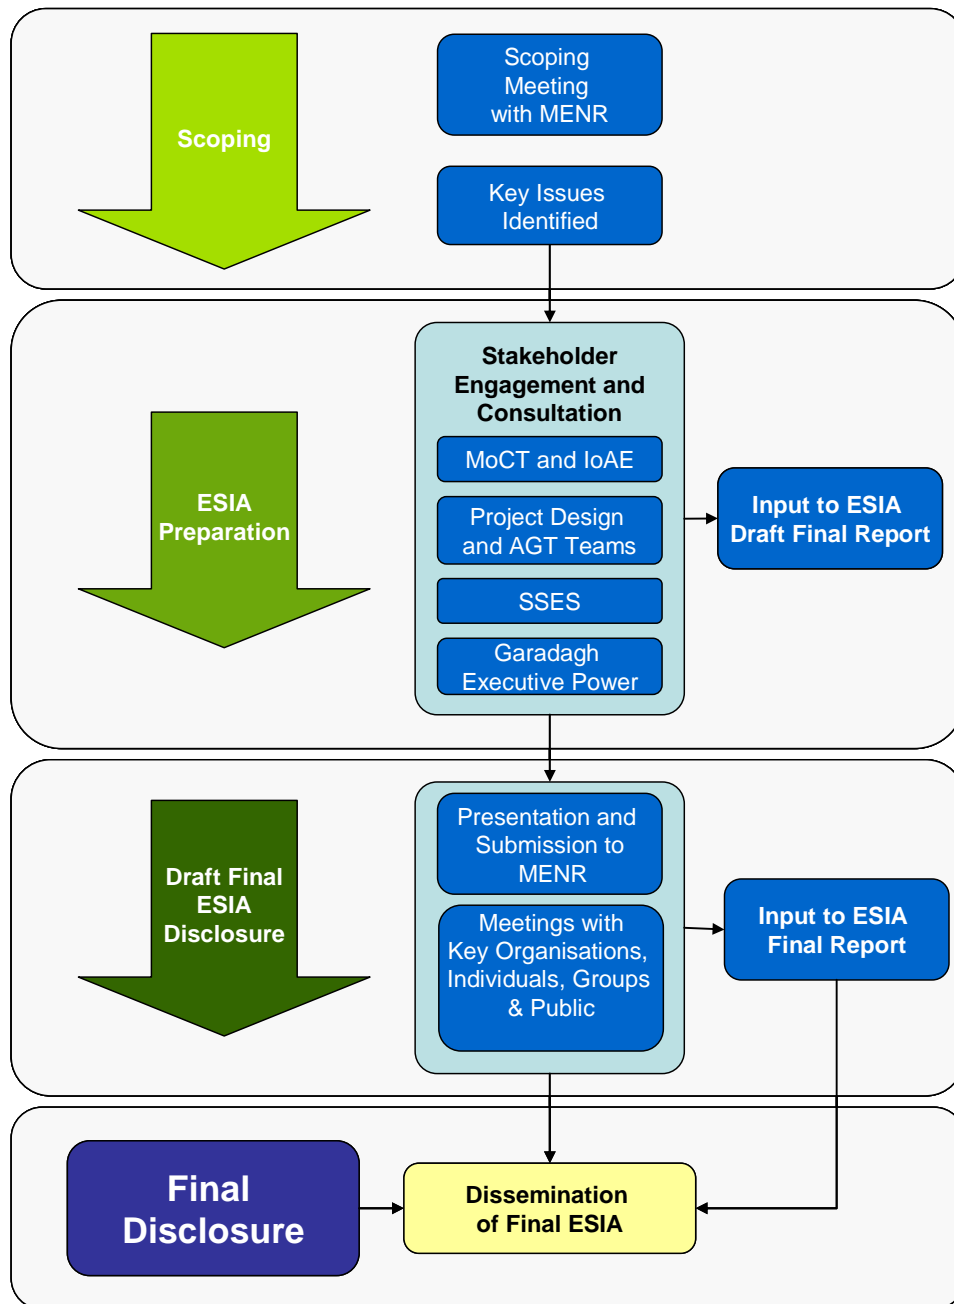 Scoping
Scoping
Meeting
with MENR
Key Issues
Identified
ESIA
Preparation
Stakeholder
Engagement and
Consultation
MoCT and IoAE
Project Design
and AGT Teams
SSES
Garadagh
Executive Power
Input to ESIA
Draft Final Report
Draft Final
ESIA
Disclosure
Presentation and
Submission to
MENR
Meetings with
Key Organisations,
Individuals, Groups
& Public
Input to ESIA
Final Report
Final
Disclosure
Dissemination
of Final ESIA